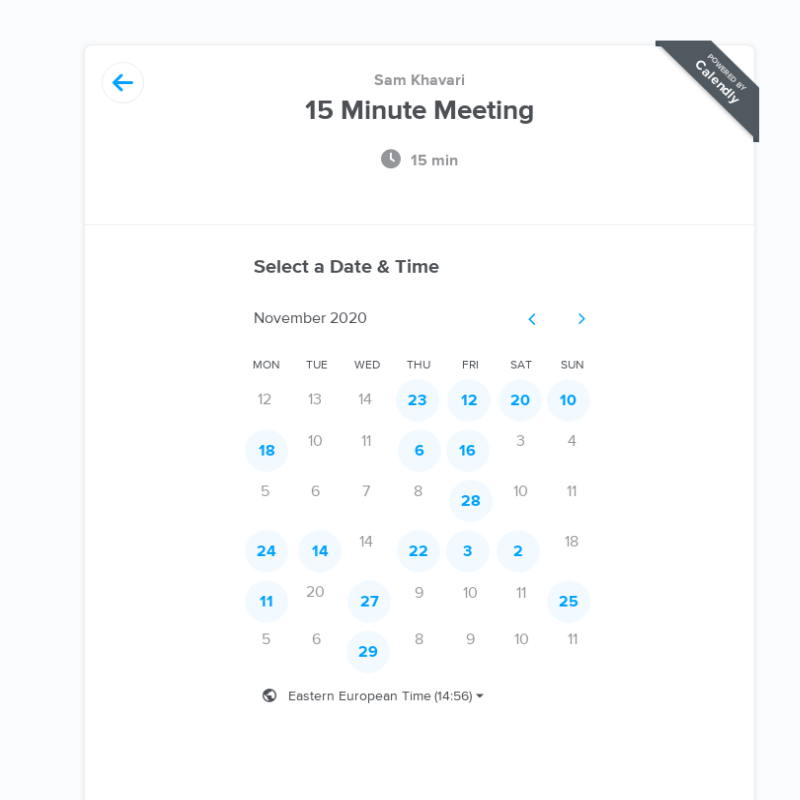 Sam Khavari
15 Minute Meeting
15 min
POWERED BY
Calendly
Select a Date & Time
November 2020
MON TUE WED THU FRI SAT SUN
12 13 14 23 12 20 10
18 10 11 6 16 3 4
5 6 7 8 28 10 11
24 14 14 22 3 2 18
11 20 27 9 10 11 25
5 6 29 8 9 10 11
Eastern European Time (14:56)